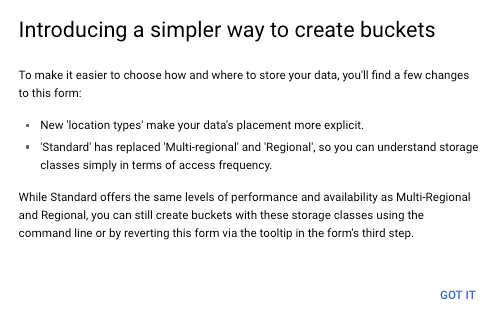 Introducing a simpler way to create buckets
To make it easier to choose how and where to store your data, you'll find a few changes
to this form:
New 'location types' make your data's placement more explicit.
'Standard' has replaced 'Multi-regional' and 'Regional', so you can understand storage
classes simply in terms of access frequency.
While Standard offers the same levels of performance and availability as Multi-Regional
and Regional, you can still create buckets with these storage classes using the
command line or by reverting this form via the tooltip in the form's third step.
GOT IT